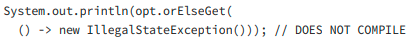 System.out.println(opt.orElseGet(
() -> new IllegalStateException())); // DOES NOT COMPILE